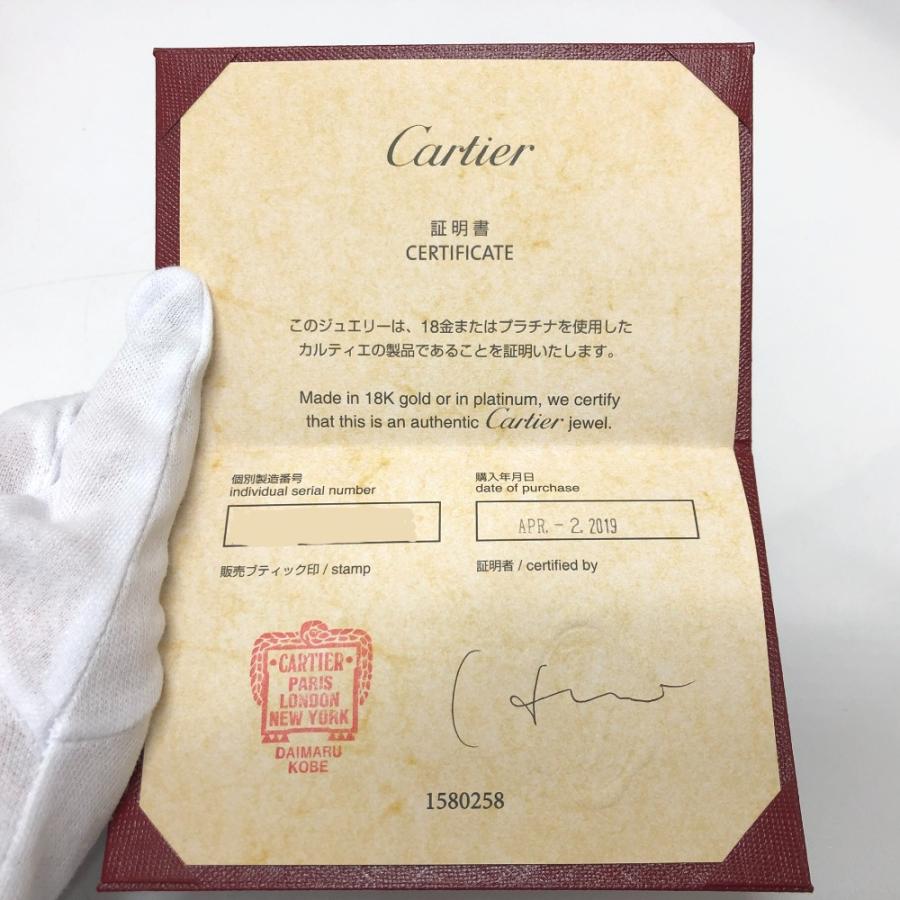 Cartier
証明書
CERTIFICATE
このジュエリーは、18金またはプラチナを使用した
カルティエの製品であることを証明いたします。
Made in 18K gold or in platinum, we certify
that this is an authentic Cartier jewel.
個別製造番号
individual serial number
購入年月日
date of purchase
APR. - 2. 2019
販売ブティック印 / stamp
証明者 / certified by
CARTIER
PARIS
LONDON
NEW YORK
DAIMARU
KOBE
1580258